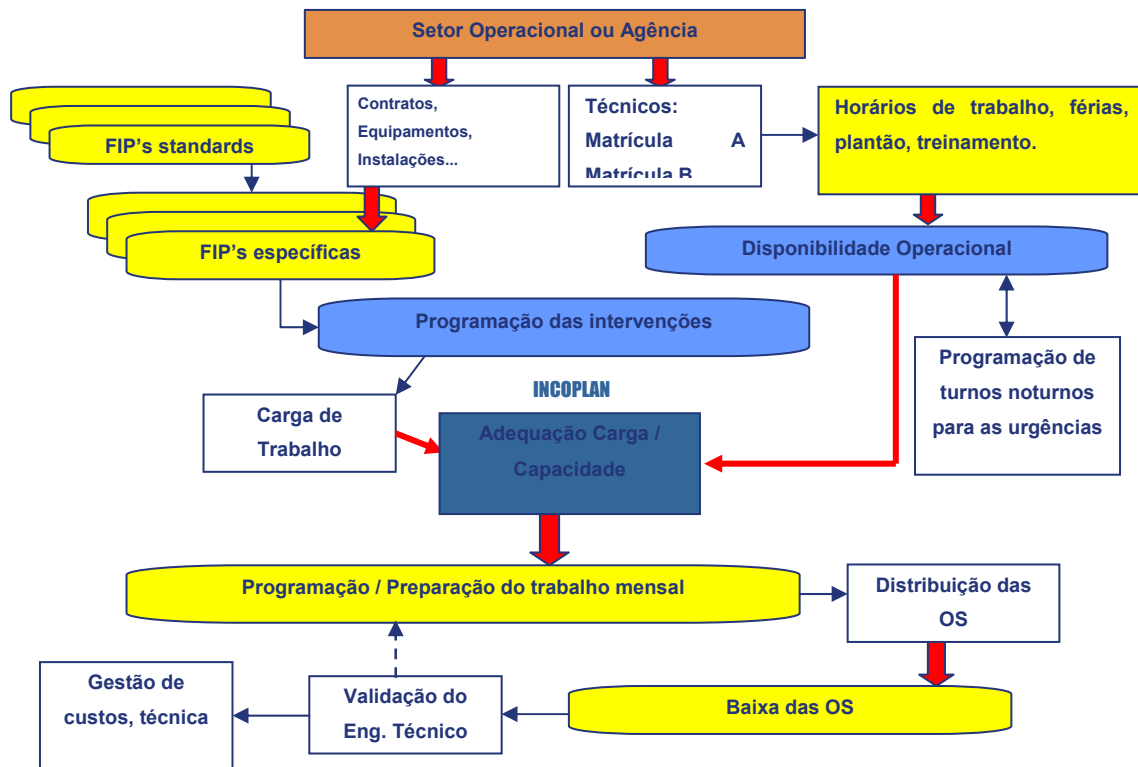 Setor Operacional ou Agência
Contratos,
Equipamentos,
Instalações...
Técnicos:
Matrícula A
Matrícula B
Horários de trabalho, férias,
plantão, treinamento.
FIP's standards
FIP's específicas
Disponibilidade Operacional
Programação das intervenções
Programação de
turnos noturnos
para as urgências
INCOPLAN
Carga de
Trabalho
Adequação Carga /
Capacidade
Programação / Preparação do trabalho mensal
Distribuição das
OS
Gestão de
custos, técnica
Validação do
Eng. Técnico
Baixa das OS